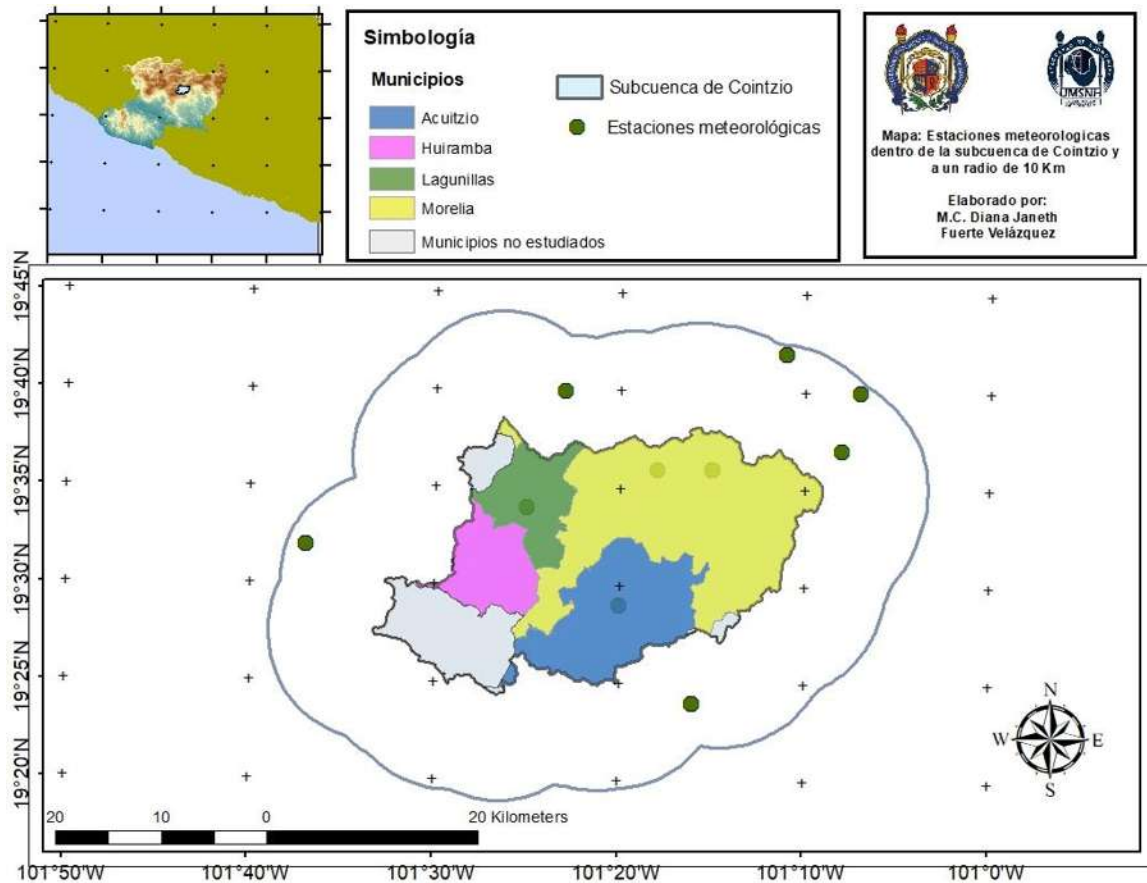 Simbología
Municipios
Acuitzio
Huiramba
Lagunillas
Morelia
Municipios no estudiados
Subcuenca de Cointzio
Estaciones meteorológicas
UMSNH
Mapa: Estaciones meteorologicas
dentro de la subcuenca de Cointzio y
a un radio de 10 Km
Elaborado por:
M.C. Diana Janeth
Fuerte Velázquez
19°45'N
19°40'N
19°35'N
19°30'N
19°25'N
19°20'N
N
W
E
S
20
10
0
20 Kilometers
101°50'W
101°40'W
101°30'W
101°20'W
101°10'W
101°0'W